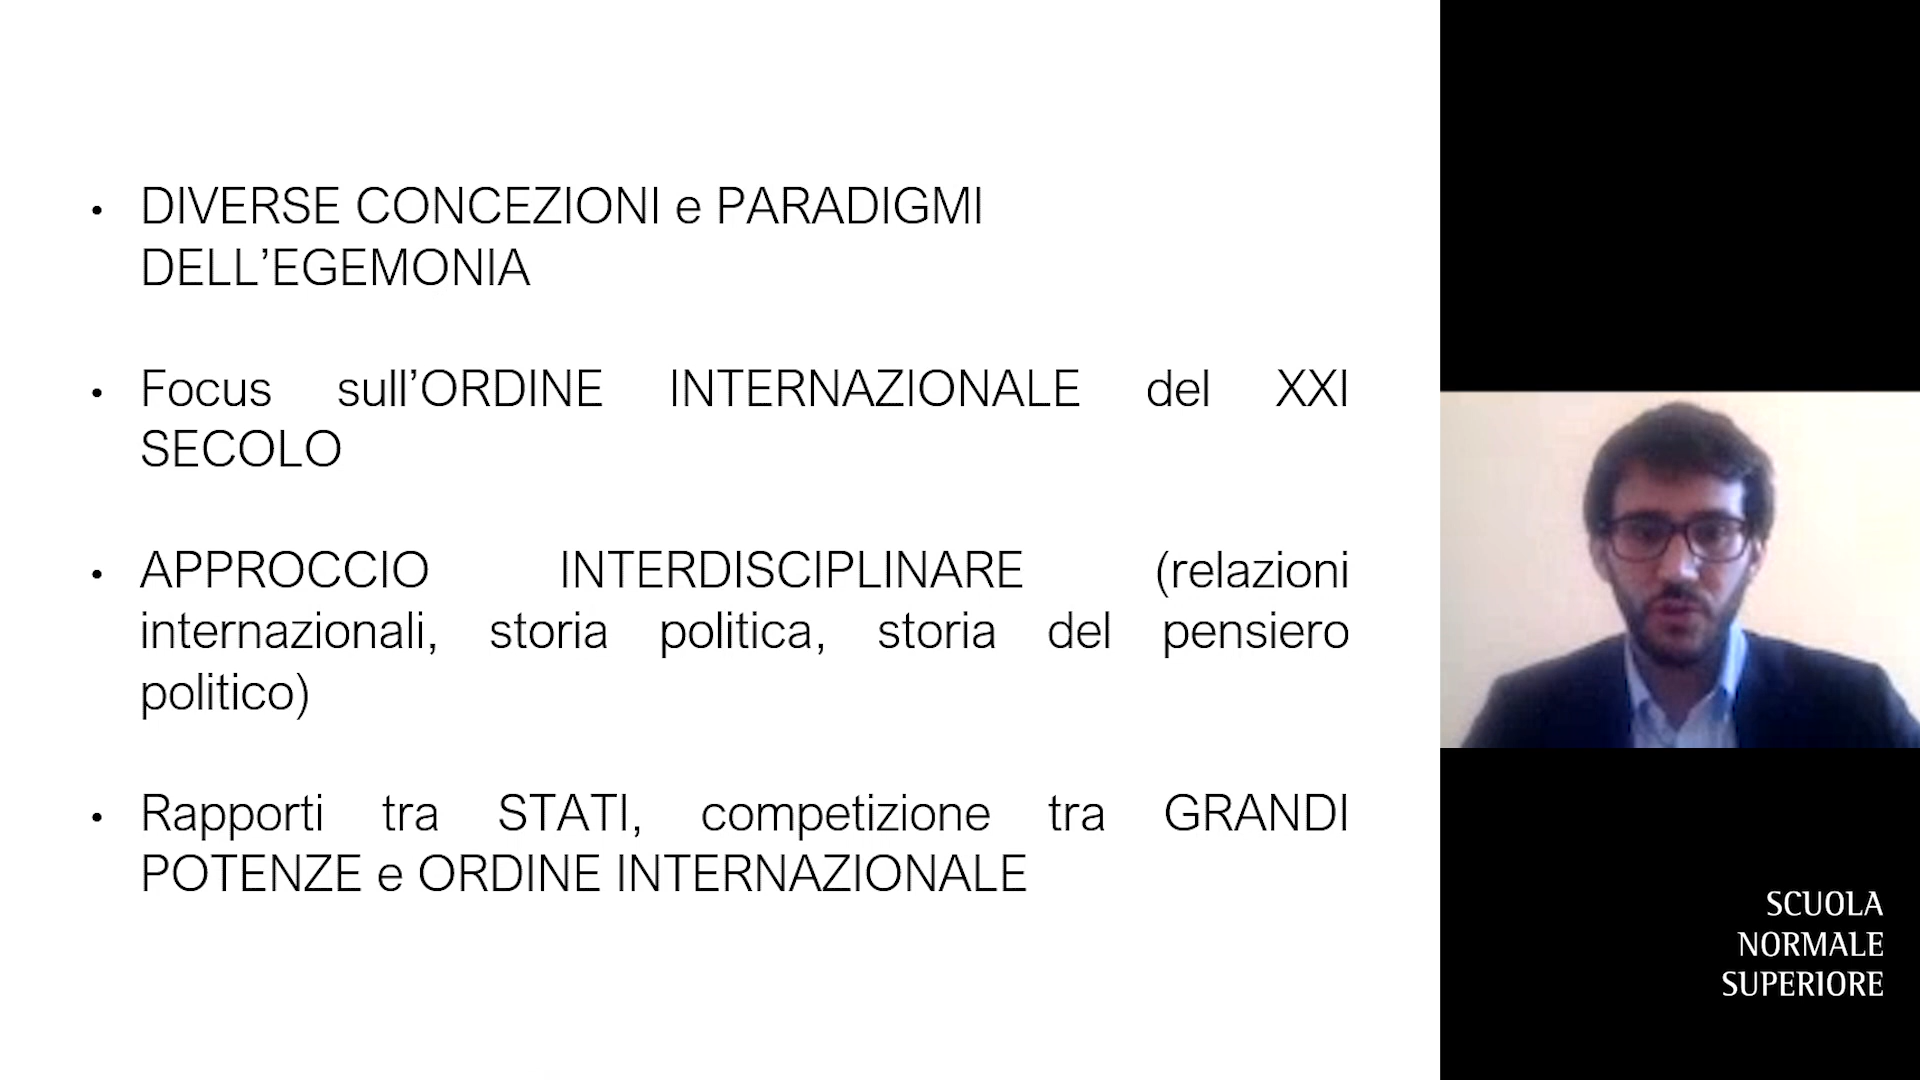 • DIVERSE CONCEZIONI e PARADIGMI
DELL’EGEMONIA
• Focus sull’ORDINE INTERNAZIONALE del XXI
SECOLO
• APPROCCIO INTERDISCIPLINARE (relazioni
internazionali, storia politica, storia del pensiero
politico)
• Rapporti tra STATI, competizione tra GRANDI
POTENZE e ORDINE INTERNAZIONALE
SCUOLA
NORMALE
SUPERIORE